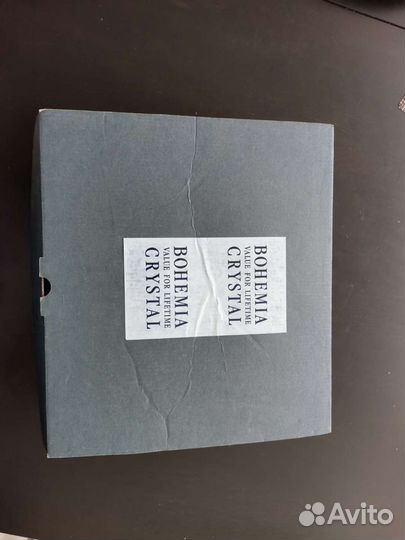 BOHEMIA
VALUE FOR LIFETIME
CRYSTAL
BOHEMIA
VALUE FOR LIFETIME
CRYSTAL
Avito